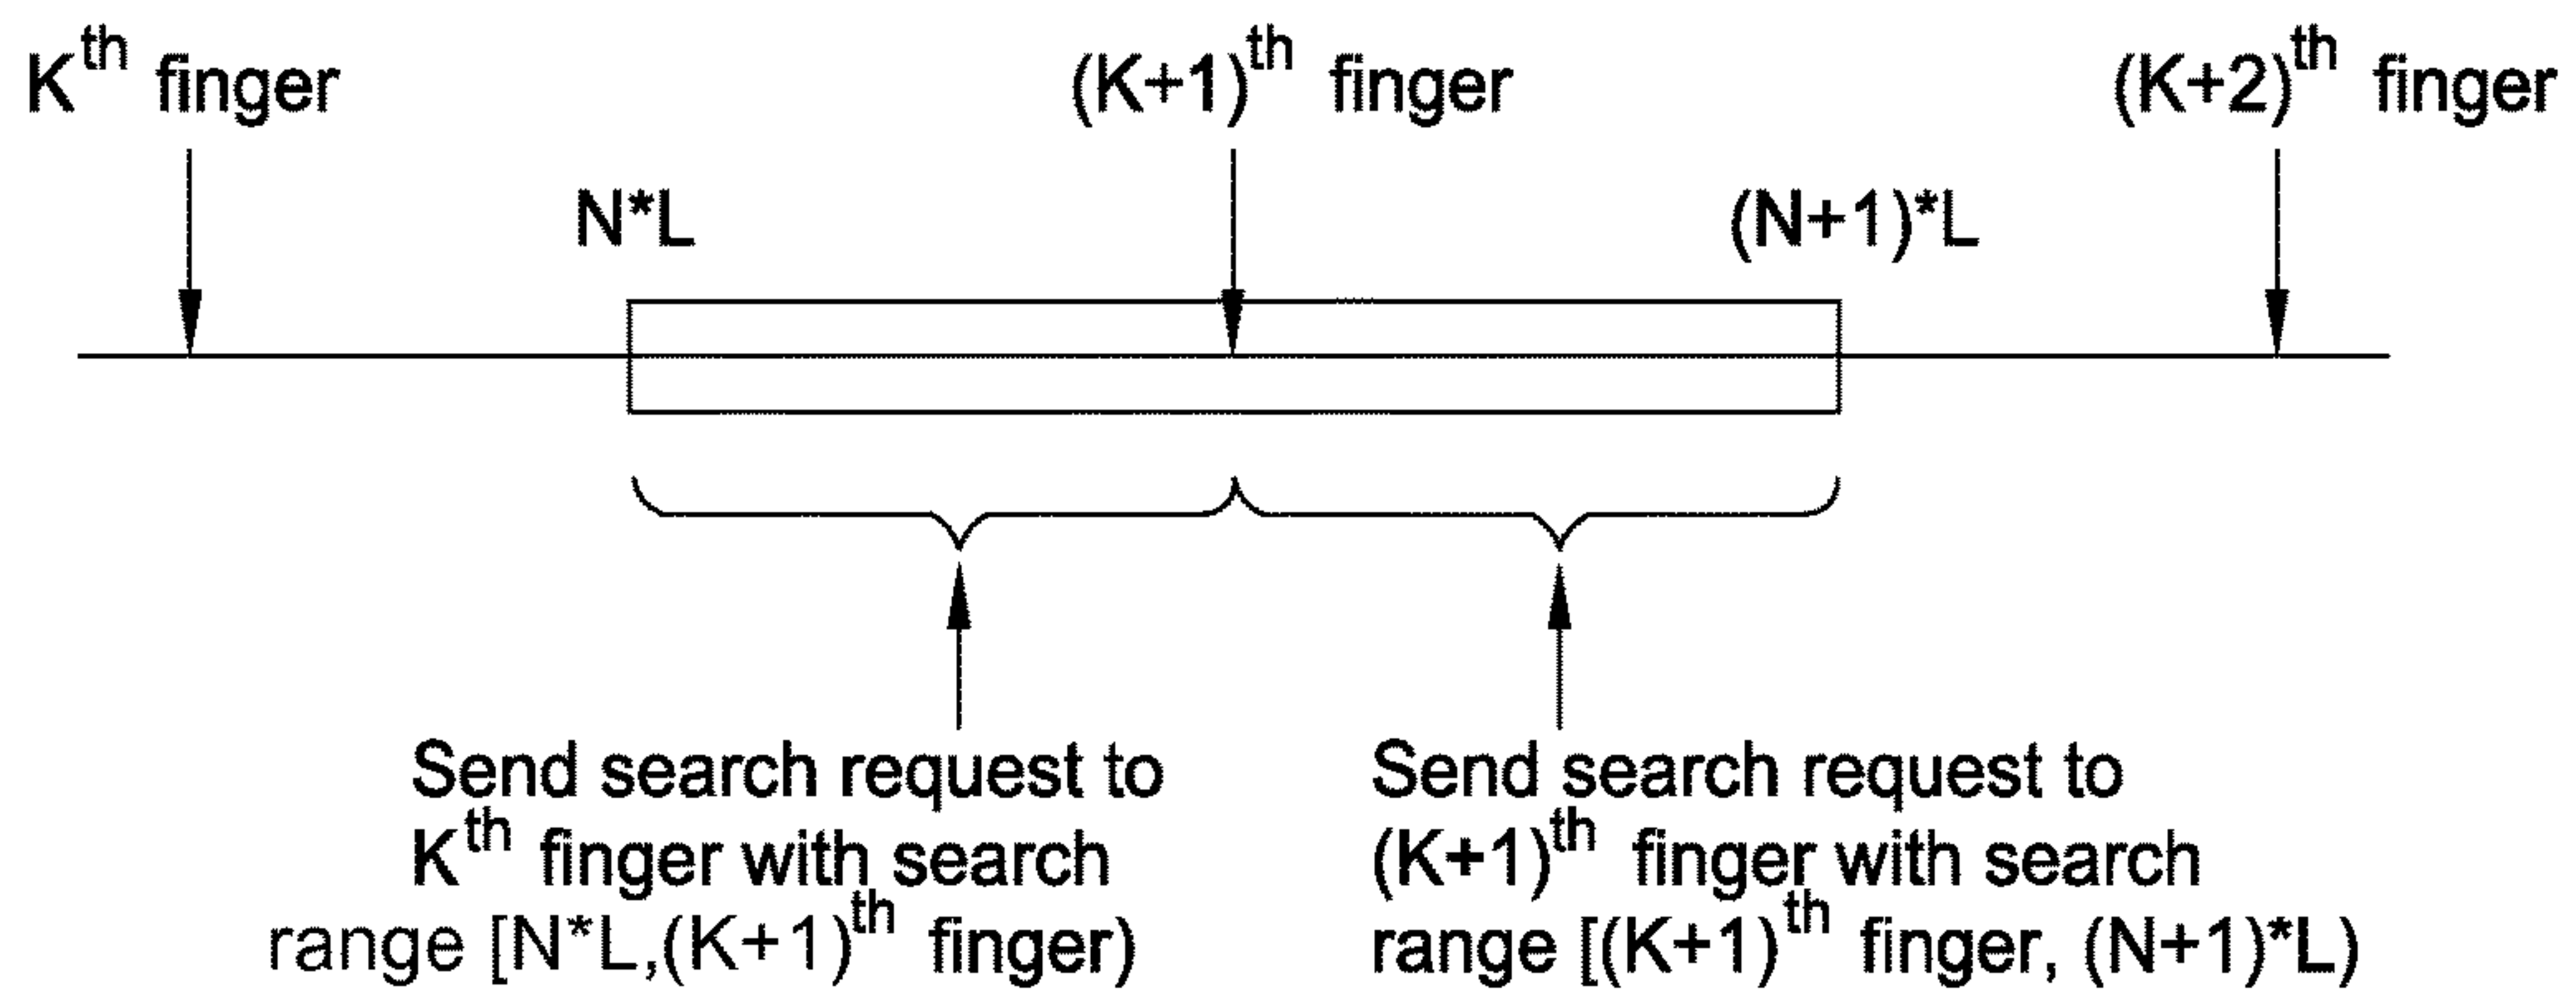 Kth finger
(K+1)th finger
(K+2)th finger
N*L
(N+1)*L
Send search request to
Kth finger with search
range [N*L,(K+1)th finger)
Send search request to
(K+1)th finger with search
range [(K+1)th finger, (N+1)*L)